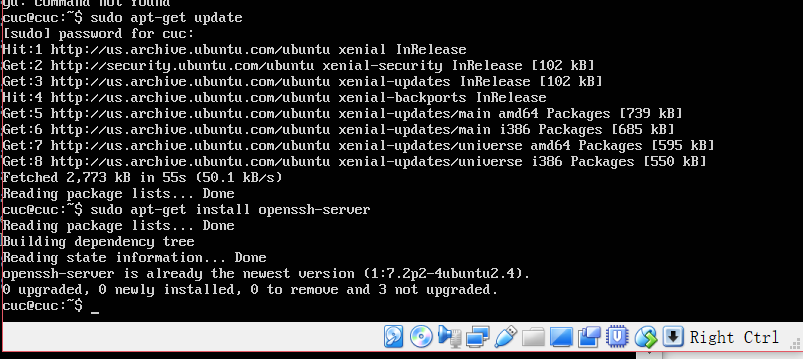 gu: command not found
cuc@cuc:~$ sudo apt-get update
[sudo] password for cuc:
Hit:1 http://us.archive.ubuntu.com/ubuntu xenial InRelease
Get:2 http://security.ubuntu.com/ubuntu xenial-security InRelease [102 kB]
Get:3 http://us.archive.ubuntu.com/ubuntu xenial-updates InRelease [102 kB]
Hit:4 http://us.archive.ubuntu.com/ubuntu xenial-backports InRelease
Get:5 http://us.archive.ubuntu.com/ubuntu xenial-updates/main amd64 Packages [739 kB]
Get:6 http://us.archive.ubuntu.com/ubuntu xenial-updates/main i386 Packages [685 kB]
Get:7 http://us.archive.ubuntu.com/ubuntu xenial-updates/universe amd64 Packages [595 kB]
Get:8 http://us.archive.ubuntu.com/ubuntu xenial-updates/universe i386 Packages [550 kB]
Fetched 2,773 kB in 55s (50.1 kB/s)
Reading package lists... Done
cuc@cuc:~$ sudo apt-get install openssh-server
Reading package lists... Done
Building dependency tree
Reading state information... Done
openssh-server is already the newest version (1:7.2p2-4ubuntu2.4).
0 upgraded, 0 newly installed, 0 to remove and 3 not upgraded.
cuc@cuc:~$ _
Right Ctrl